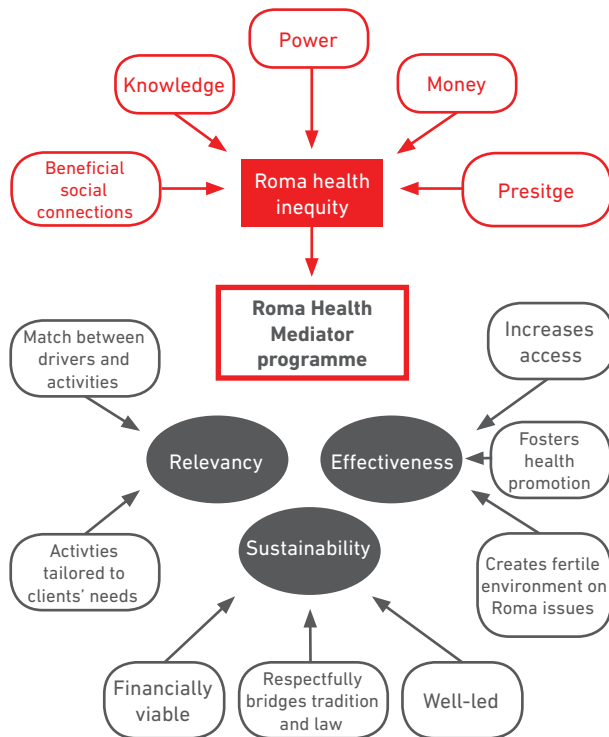 Power
Knowledge
Money
Beneficial
social
connections
Roma health
inequity
Presitge
Roma Health
Mediator
programme
Match between
drivers and
activities
Increases
access
Relevancy
Effectiveness
Fosters
health
promotion
Activties
tailored to
clients' needs
Sustainability
Creates fertile
environment on
Roma issues
Financially
viable
Respectfully
bridges tradition
and law
Well-led